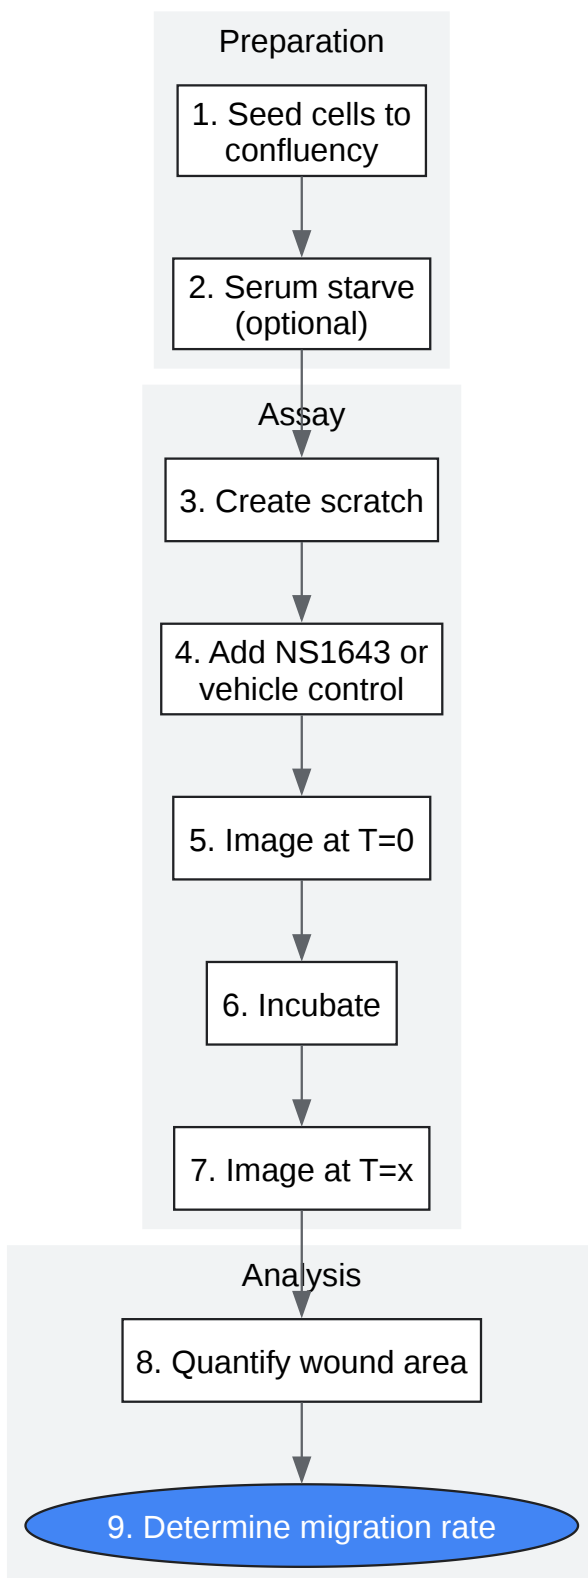 Preparation
1. Seed cells to
confluency
2. Serum starve
(optional)
Assay
3. Create scratch
4. Add NS1643 or
vehicle control
5. Image at T=0
6. Incubate
7. Image at T=x
Analysis
8. Quantify wound area
9. Determine migration rate